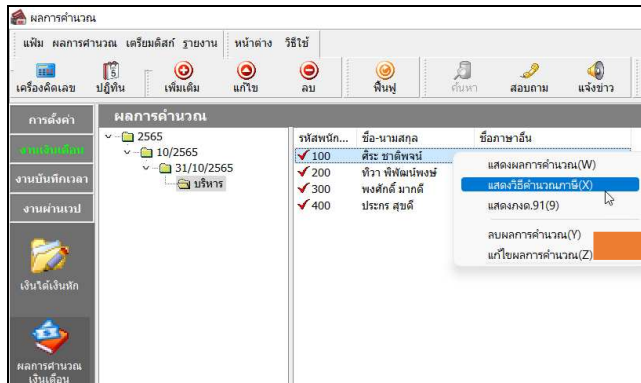 ผลการคำนวณ
แฟ้ม ผลการคำนวณ เตรียมดิสก์ รายงาน หน้าต่าง วิธีใช้
เครื่องคิดเลข ปฏิทิน เพิ่มเติม แก้ไข ลบ ฟื้นฟู ค้นหา สอบถาม แจ้งข่าว
การตั้งค่า
งานเงินเดือน
งานบันทึกเวลา
งานผ่านเวป
เงินได้เงินหัก
ผลการคำนวณ
เงินเดือน
ผลการคำนวณ
2565
10/2565
31/10/2565
บริหาร
รหัสพนัก... ชื่อ-นามสกุล ชื่อภาษาอื่น
100 ศิระ ชาติพจน์
200 ทิวา พิพัฒน์พงษ์
300 พงศักดิ์ มากดี
400 ประกร สุขดี
แสดงผลการคำนวณ(W)
แสดงวิธีคำนวณภาษี(X)
แสดงภงด.91(9)
ลบผลการคำนวณ(Y)
แก้ไขผลการคำนวณ(Z)